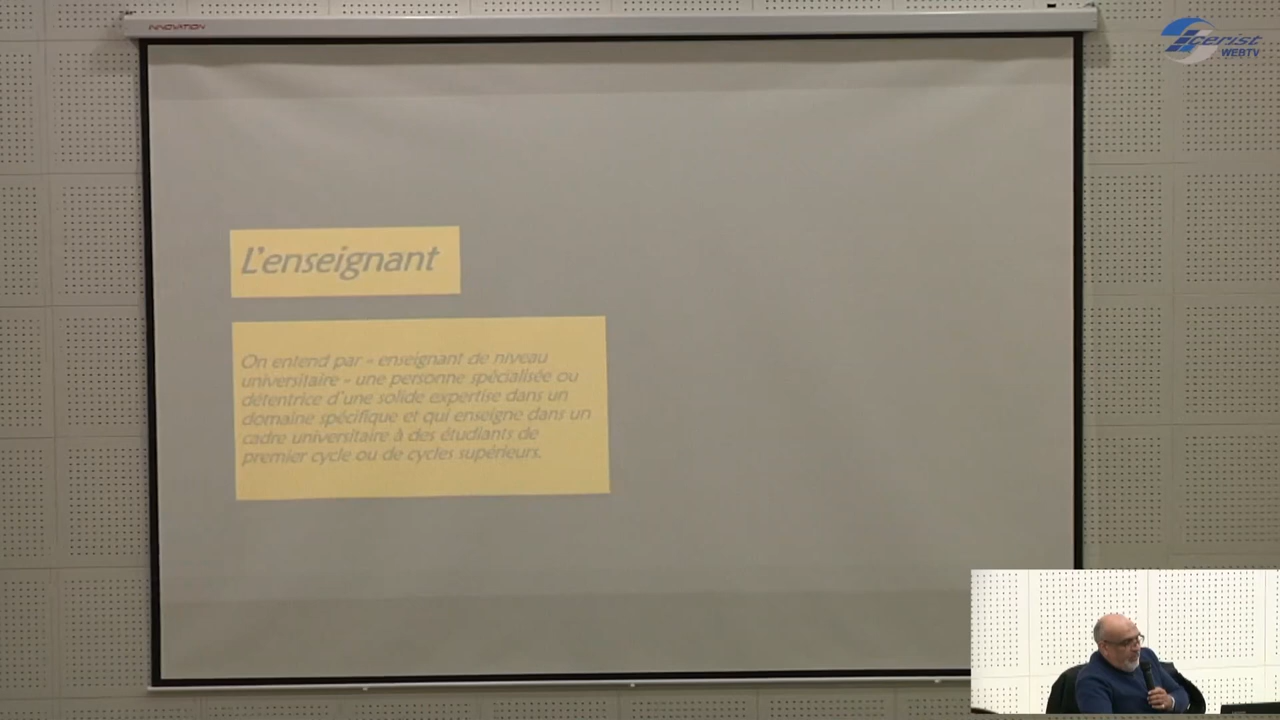 INNOVATION
cerist
WEBTV
L'enseignant
On entend par « enseignant de niveau
universitaire » une personne spécialisée ou
détentrice d'une solide expertise dans un
domaine spécifique et qui enseigne dans un
cadre universitaire à des étudiants de
premier cycle ou de cycles supérieurs.